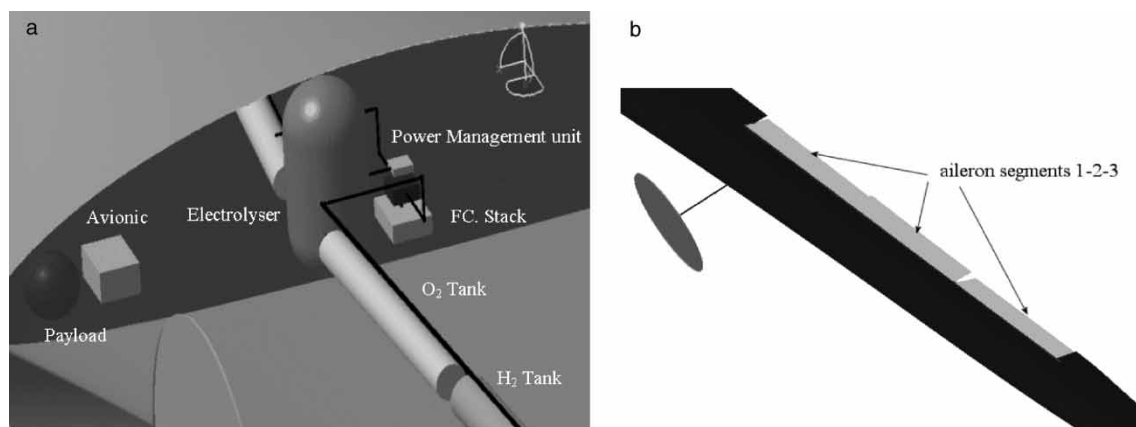 a
Power Management unit
Avionic
Electrolyser
FC. Stack
O₂ Tank
Payload
H₂ Tank
b
aileron segments 1-2-3